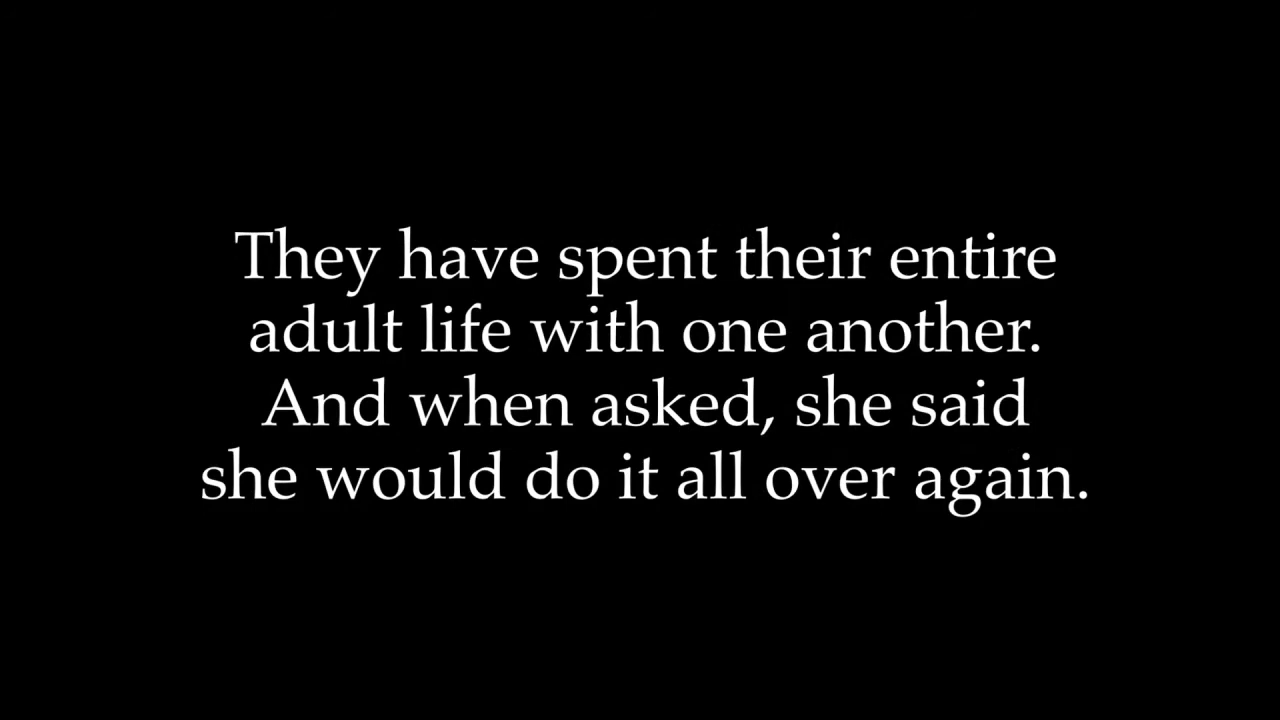 They have spent their entire
adult life with one another.
And when asked, she said
she would do it all over again.